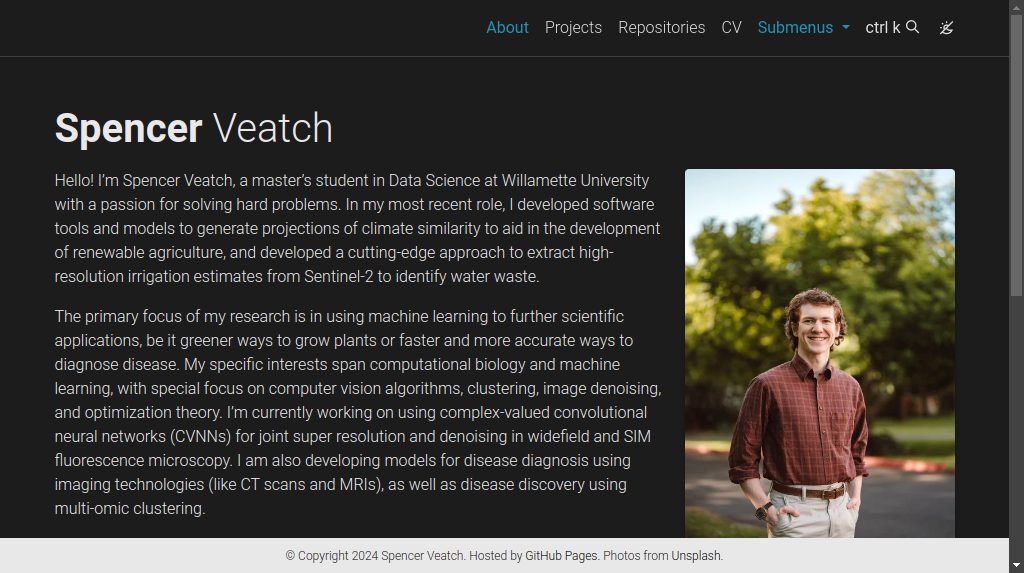 About Projects Repositories CV Submenus ctrl k
Spencer Veatch
Hello! I’m Spencer Veatch, a master’s student in Data Science at Willamette University
with a passion for solving hard problems. In my most recent role, I developed software
tools and models to generate projections of climate similarity to aid in the development
of renewable agriculture, and developed a cutting-edge approach to extract high-
resolution irrigation estimates from Sentinel-2 to identify water waste.
The primary focus of my research is in using machine learning to further scientific
applications, be it greener ways to grow plants or faster and more accurate ways to
diagnose disease. My specific interests span computational biology and machine
learning, with special focus on computer vision algorithms, clustering, image denoising,
and optimization theory. I’m currently working on using complex-valued convolutional
neural networks (CVNNs) for joint super resolution and denoising in widefield and SIM
fluorescence microscopy. I am also developing models for disease diagnosis using
imaging technologies (like CT scans and MRIs), as well as disease discovery using
multi-omic clustering.
© Copyright 2024 Spencer Veatch. Hosted by GitHub Pages. Photos from Unsplash.